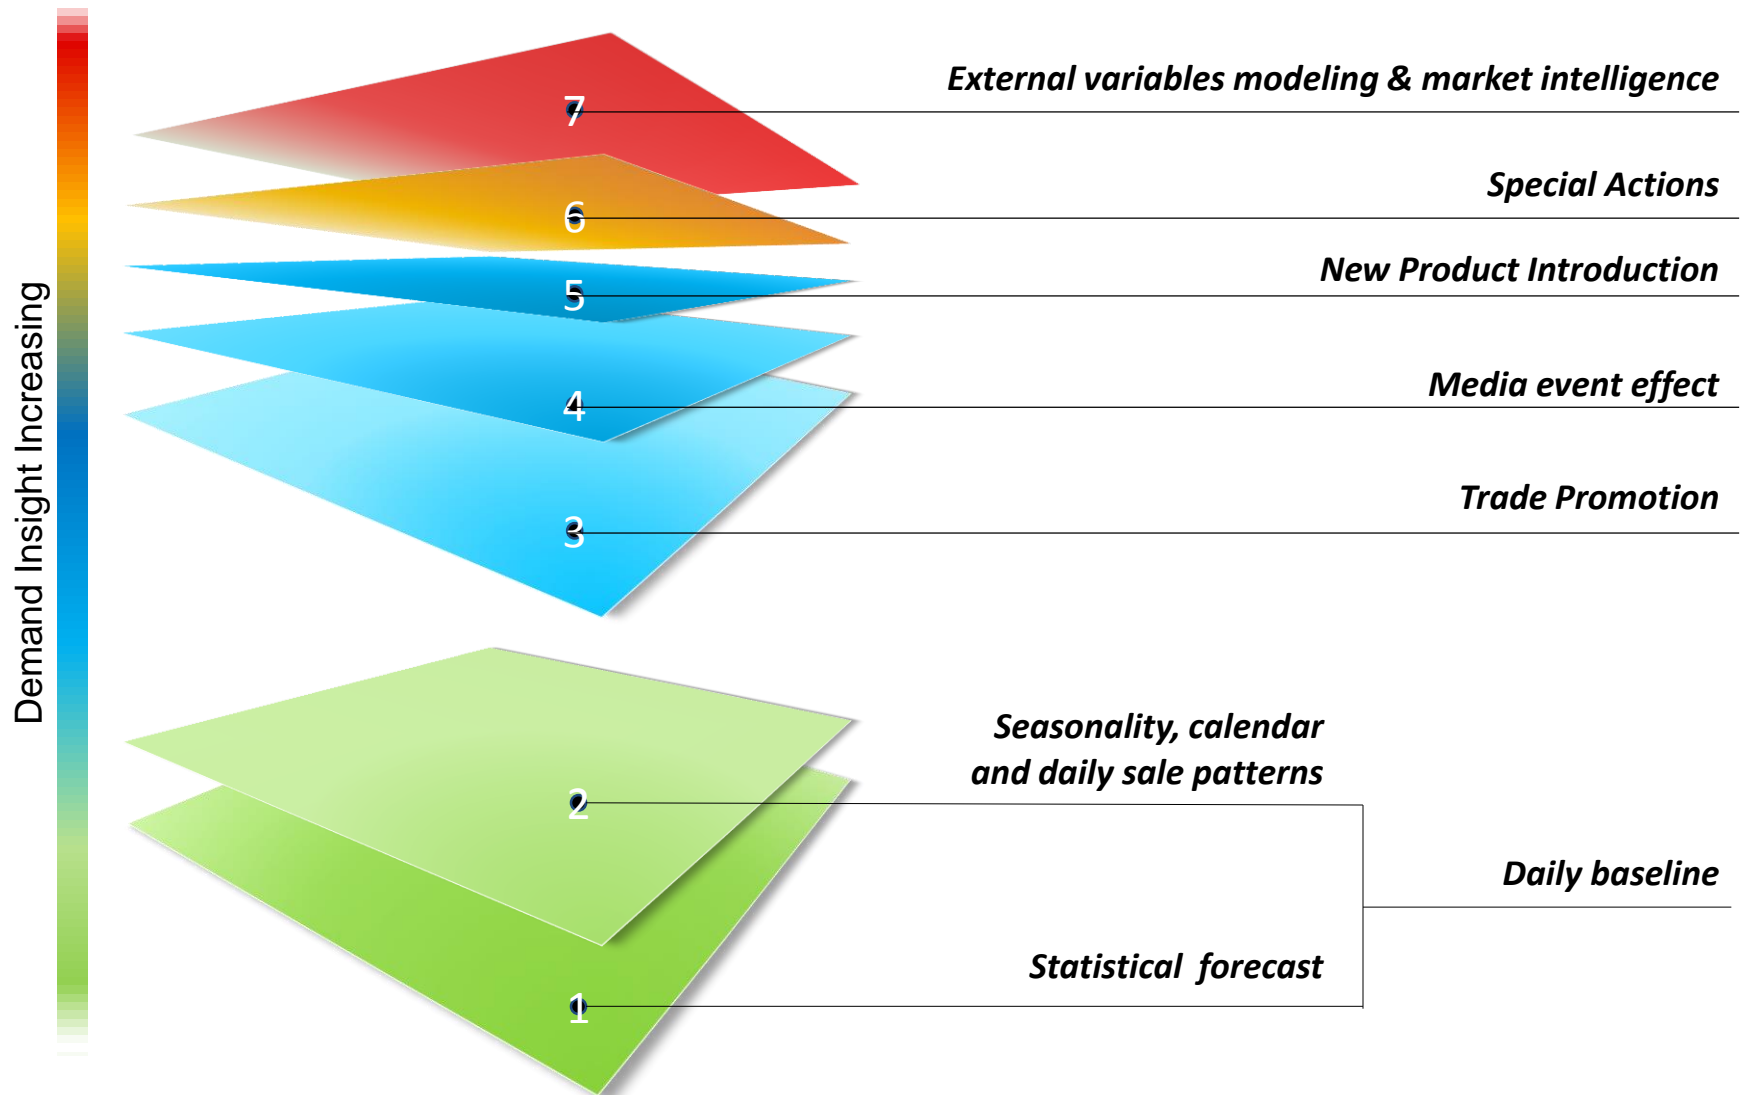 Demand Insight Increasing
7
External variables modeling & market intelligence
6
Special Actions
5
New Product Introduction
4
Media event effect
3
Trade Promotion
2
Seasonality, calendar
and daily sale patterns
Daily baseline
1
Statistical forecast